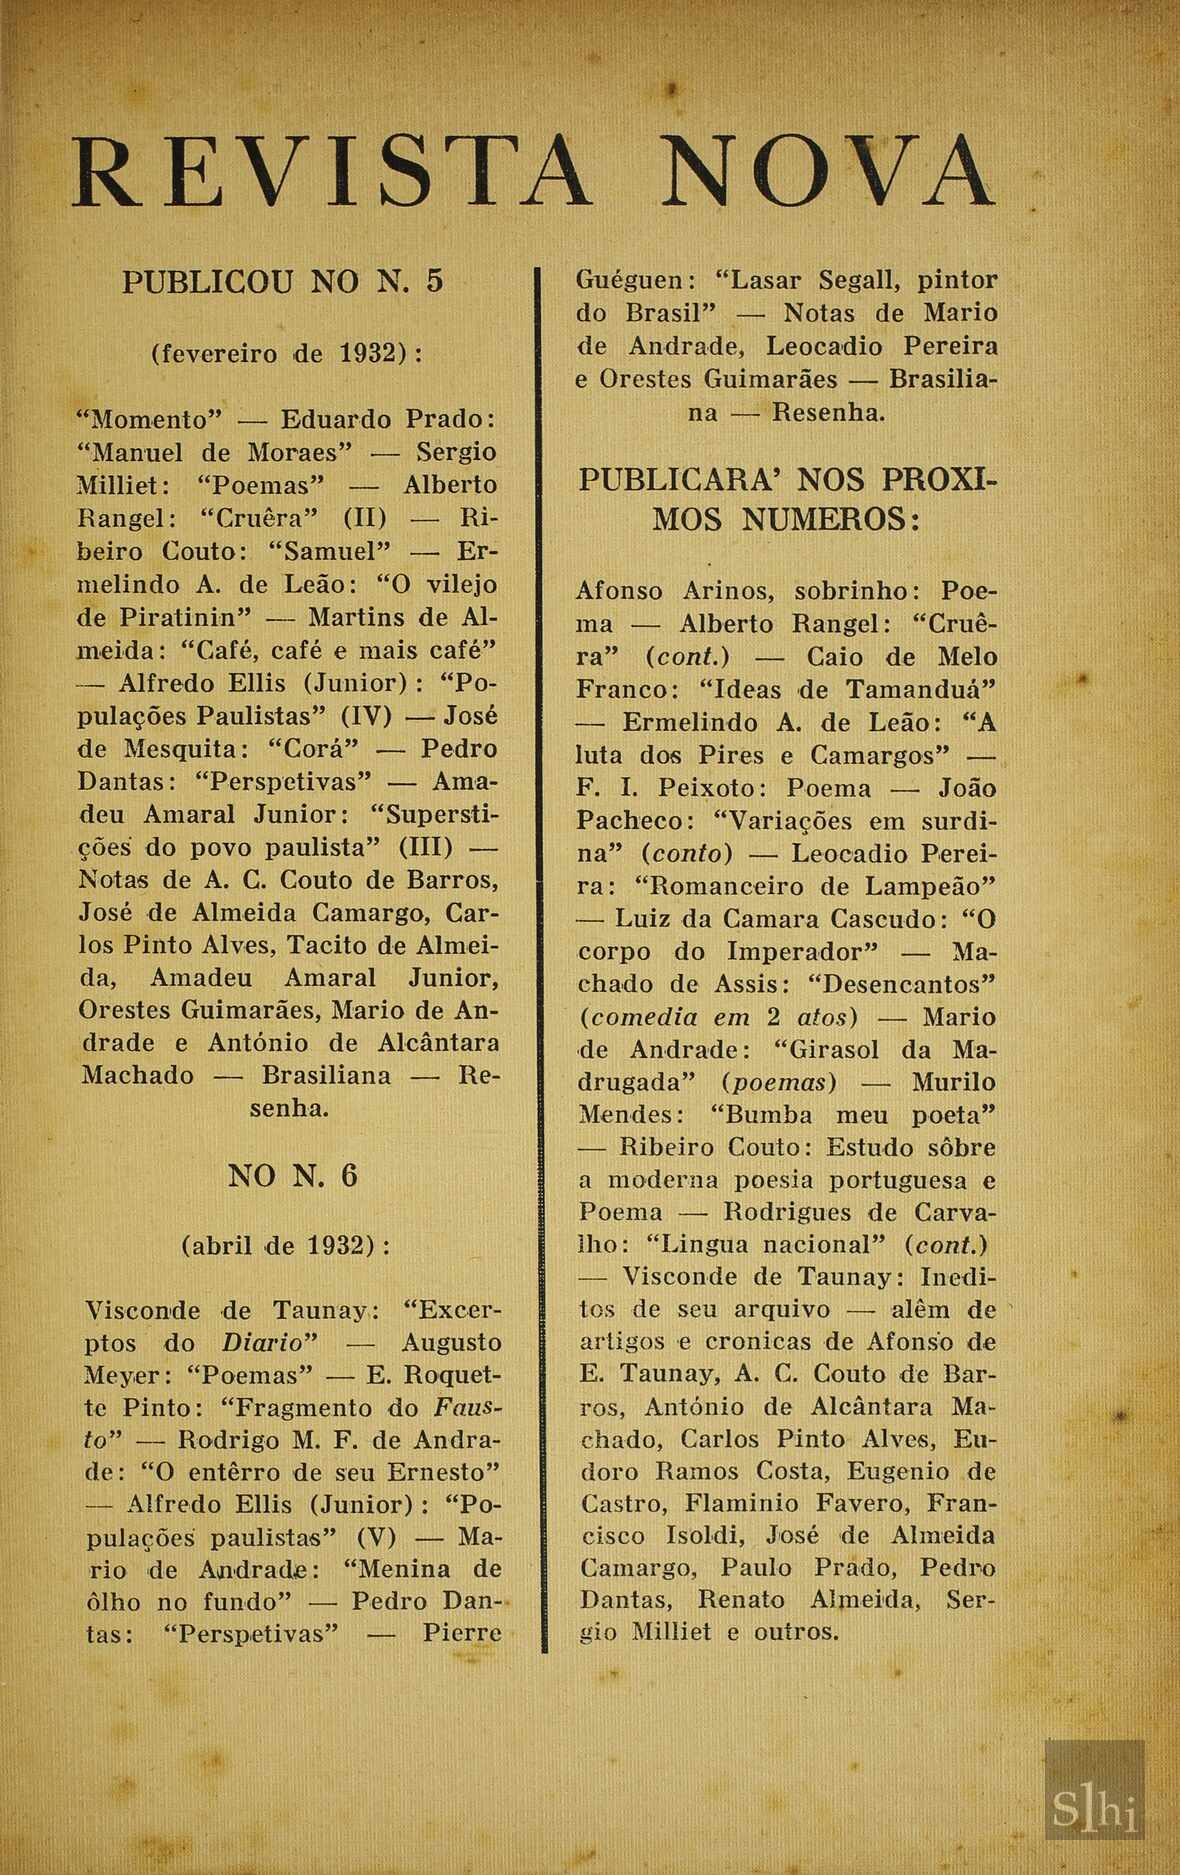 REVISTA NOVA
PUBLICOU NO N. 5
(fevereiro de 1932):
“Momento” — Eduardo Prado:
“Manuel de Moraes” — Sergio
Milliet: “Poemas” — Alberto
Rangel: “Cruêra” (II) — Ri-
beiro Couto: “Samuel” — Er-
melindo A. de Leão: “O vilejo
de Piratinin” — Martins de Al-
meida: “Café, café e mais café”
— Alfredo Ellis (Junior): “Po-
pulações Paulistas” (IV) — José
de Mesquita: “Corá” — Pedro
Dantas: “Perspetivas” — Ama-
deu Amaral Junior: “Supersti-
ções do povo paulista” (III) —
Notas de A. C. Couto de Barros,
José de Almeida Camargo, Car-
los Pinto Alves, Tacito de Almei-
da, Amadeu Amaral Junior,
Orestes Guimarães, Mario de An-
drade e António de Alcântara
Machado — Brasiliana — Re-
senha.
NO N. 6
(abril de 1932):
Visconde de Taunay: “Excer-
ptos do Diario” — Augusto
Meyer: “Poemas” — E. Roquet-
te Pinto: “Fragmento do Faus-
to” — Rodrigo M. F. de Andra-
de: “O entêrro de seu Ernesto”
— Alfredo Ellis (Junior): “Po-
pulações paulistas” (V) — Ma-
rio de Andrade: “Menina de
ôlho no fundo” — Pedro Dan-
tas: “Perspetivas” — Pierre
Guéguen: “Lasar Segall, pintor
do Brasil” — Notas de Mario
de Andrade, Leocadio Pereira
e Orestes Guimarães — Brasilia-
na — Resenha.
PUBLICARA’ NOS PROXI-
MOS NUMEROS:
Afonso Arinos, sobrinho: Poe-
ma — Alberto Rangel: “Cruê-
ra” (cont.) — Caio de Melo
Franco: “Ideas de Tamanduá”
— Ermelindo A. de Leão: “A
luta dos Pires e Camargos” —
F. I. Peixoto: Poema — João
Pacheco: “Variações em surdi-
na” (conto) — Leocadio Perei-
ra: “Romanceiro de Lampeão”
— Luiz da Camara Cascudo: “O
corpo do Imperador” — Ma-
chado de Assis: “Desencantos”
(comedia em 2 atos) — Mario
de Andrade: “Girasol da Ma-
drugada” (poemas) — Murilo
Mendes: “Bumba meu poeta”
— Ribeiro Couto: Estudo sôbre
a moderna poesia portuguesa e
Poema — Rodrigues de Carva-
lho: “Lingua nacional” (cont.)
— Visconde de Taunay: Inedi-
tos de seu arquivo — alêm de
artigos e cronicas de Afonso de
E. Taunay, A. C. Couto de Bar-
ros, António de Alcântara Ma-
chado, Carlos Pinto Alves, Eu-
doro Ramos Costa, Eugenio de
Castro, Flaminio Favero, Fran-
cisco Isoldi, José de Almeida
Camargo, Paulo Prado, Pedro
Dantas, Renato Almeida, Ser-
gio Milliet e outros.
slhi